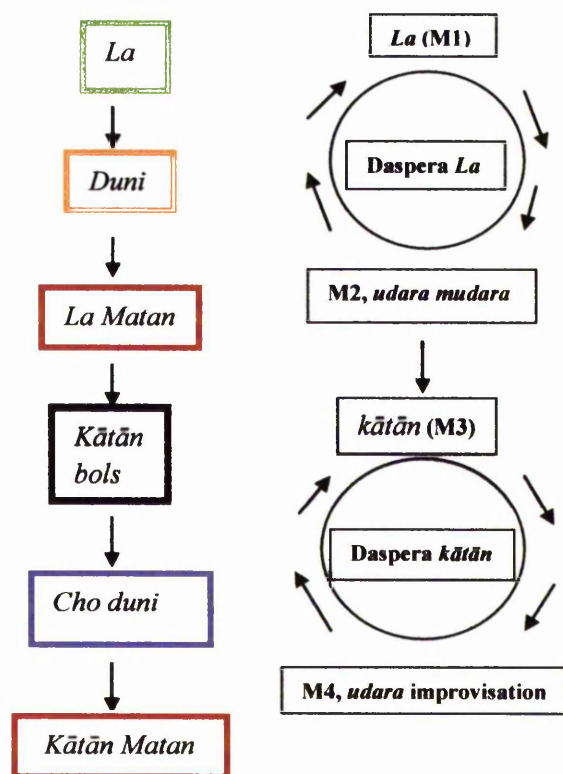 La
Duni
La Matan
Kātān
bols
Cho duni
Kātān Matan
La (M1)
Daspera La
M2, udara mudara
kātān (M3)
Daspera kātān
M4, udara improvisation